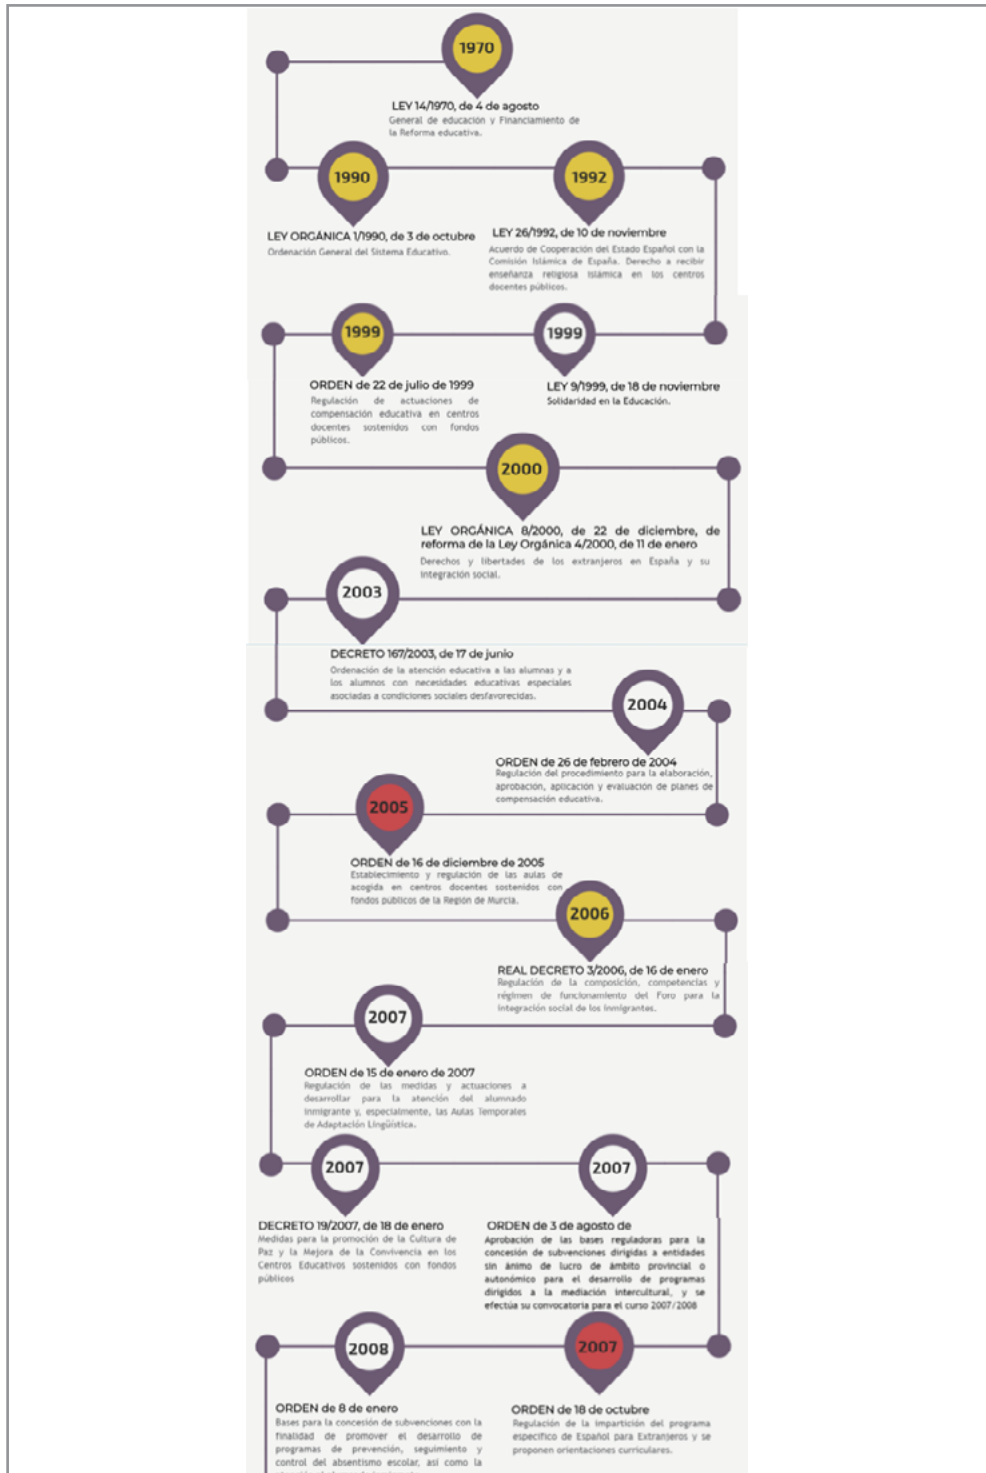 1970
LEY 14/1970, de 4 de agosto
General de educación y Financiamiento de
la Reforma educativa.
1990
LEY ORGÁNICA 1/1990, de 3 de octubre
Ordenación General del Sistema Educativo.
1992
LEY 26/1992, de 10 de noviembre
Acuerdo de Cooperación del Estado Español con la
Comisión Islámica de España. Derecho a recibir
enseñanza religiosa islámica en los centros
docentes públicos.
1999
ORDEN de 22 de julio de 1999
Regulación de actuaciones de
compensación educativa en centros
docentes sostenidos con fondos
públicos.
1999
LEY 9/1999, de 18 de noviembre
Solidaridad en la Educación.
2000
LEY ORGÁNICA 8/2000, de 22 de diciembre, de
reforma de la Ley Orgánica 4/2000, de 11 de enero
Derechos y libertades de los extranjeros en España y su
integración social.
2003
DECRETO 167/2003, de 17 de junio
Ordenación de la atención educativa a las alumnas y a
los alumnos con necesidades educativas especiales
asociadas a condiciones sociales desfavorecidas.
2004
ORDEN de 26 de febrero de 2004
Regulación del procedimiento para la elaboración,
aprobación, aplicación y evaluación de planes de
compensación educativa.
2005
ORDEN de 16 de diciembre de 2005
Establecimiento y regulación de las aulas de
acogida en centros docentes sostenidos con
fondos públicos de la Región de Murcia.
2006
REAL DECRETO 3/2006, de 16 de enero
Regulación de la composición, competencias y
régimen de funcionamiento del Foro para la
integración social de los inmigrantes.
2007
ORDEN de 15 de enero de 2007
Regulación de las medidas y actuaciones a
desarrollar para la atención del alumnado
inmigrante y, especialmente, las Aulas Temporales
de Adaptación Lingüística.
2007
DECRETO 19/2007, de 18 de enero
Medidas para la promoción de la Cultura de
Paz y la Mejora de la Convivencia en los
Centros Educativos sostenidos con fondos
públicos
2007
ORDEN de 3 de agosto de
Aprobación de las bases reguladoras para la
concesión de subvenciones dirigidas a entidades
sin ánimo de lucro de ámbito provincial o
autonómico para el desarrollo de programas
dirigidos a la mediación intercultural, y se
efectúa su convocatoria para el curso 2007/2008
2008
ORDEN de 8 de enero
Bases para la concesión de subvenciones con la
finalidad de promover el desarrollo de
programas de prevención, seguimiento y
control del absentismo escolar, así como la
2007
ORDEN de 18 de octubre
Regulación de la impartición del programa
específico de Español para Extranjeros y se
proponen orientaciones curriculares.